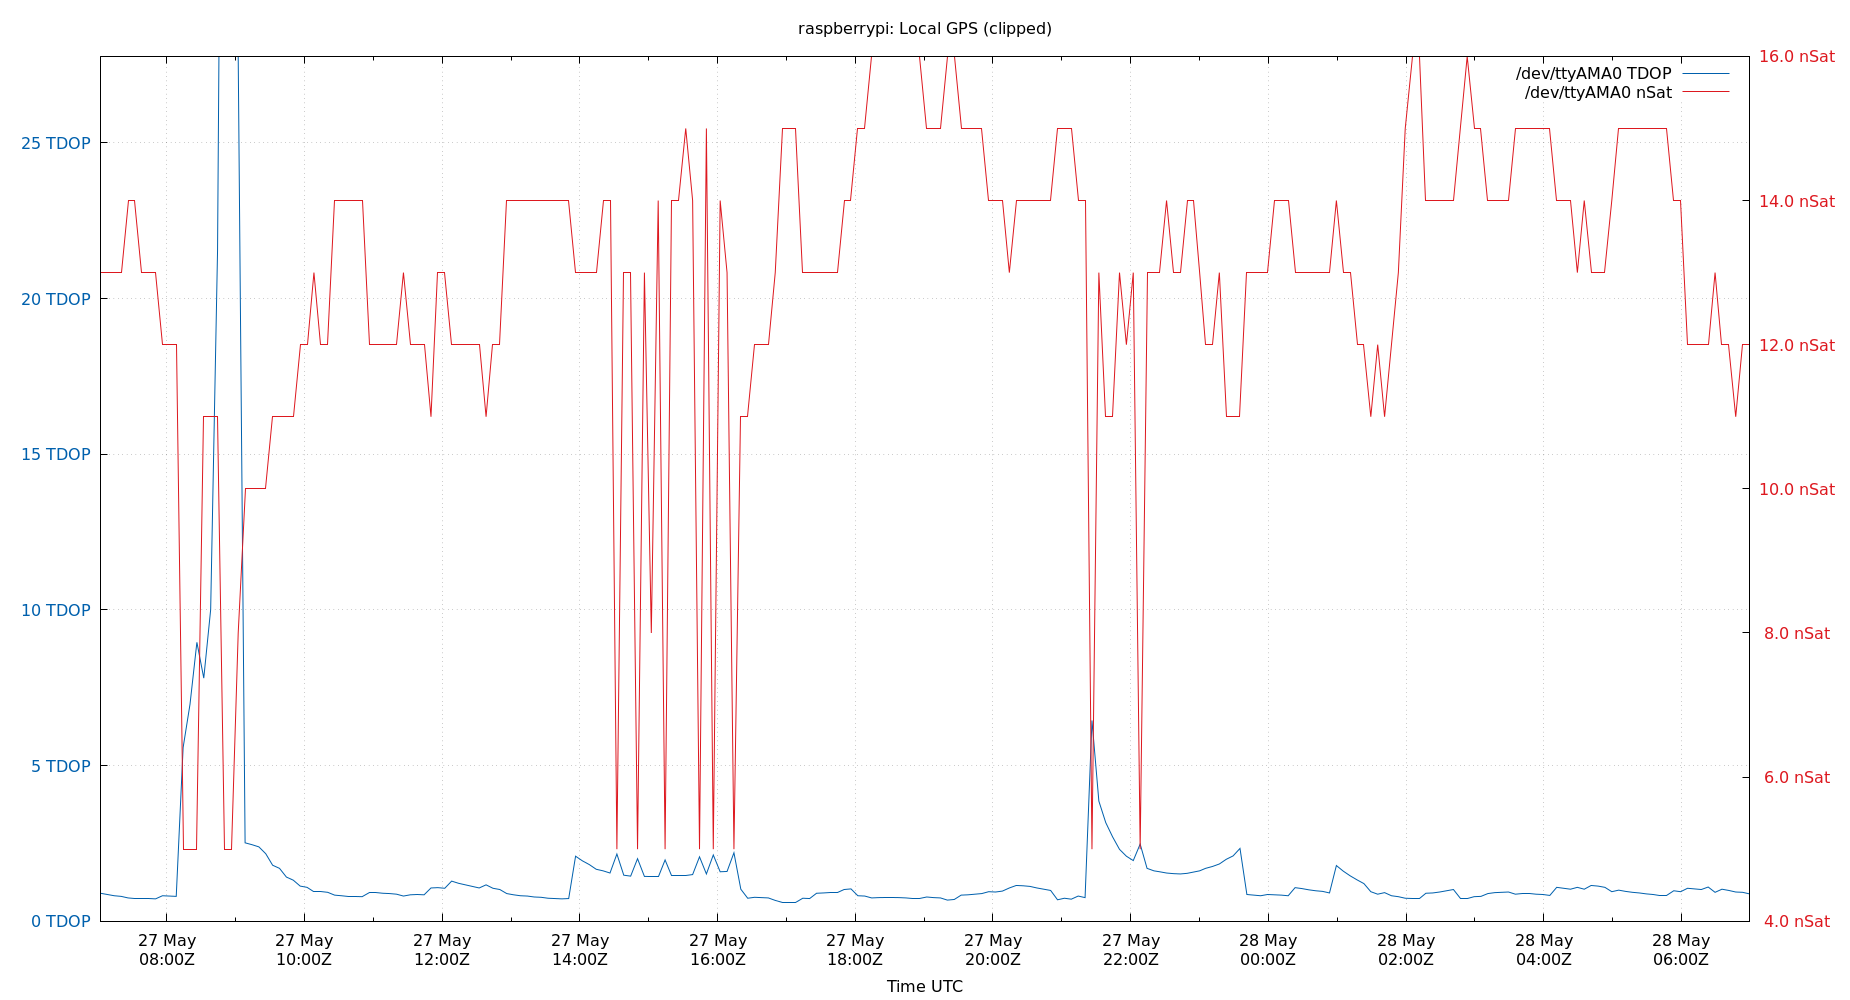 raspberrypi: Local GPS (clipped)
16.0 nSat
/dev/ttyAMA0 TDOP
/dev/ttyAMA0 nSat
25 TDOP
14.0 nSat
20 TDOP
12.0 nSat
15 TDOP
10.0 nSat
10 TDOP
8.0 nSat
5 TDOP
6.0 nSat
0 TDOP
4.0 nSat
27 May 27 May 27 May 27 May 27 May 27 May 27 May 27 May 28 May 28 May 28 May 28 May
08:00Z 10:00Z 12:00Z 14:00Z 16:00Z 18:00Z 20:00Z 22:00Z 00:00Z 02:00Z 04:00Z 06:00Z
Time UTC